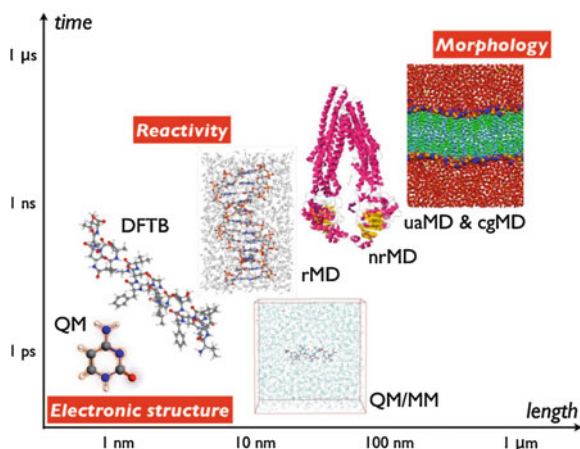 time
1 μs
Morphology
Reactivity
1 ns
DFTB
uaMD & cgMD
nrMD
rMD
QM
1 ps
QM/MM
Electronic structure
length
1 nm
10 nm
100 nm
1 μm